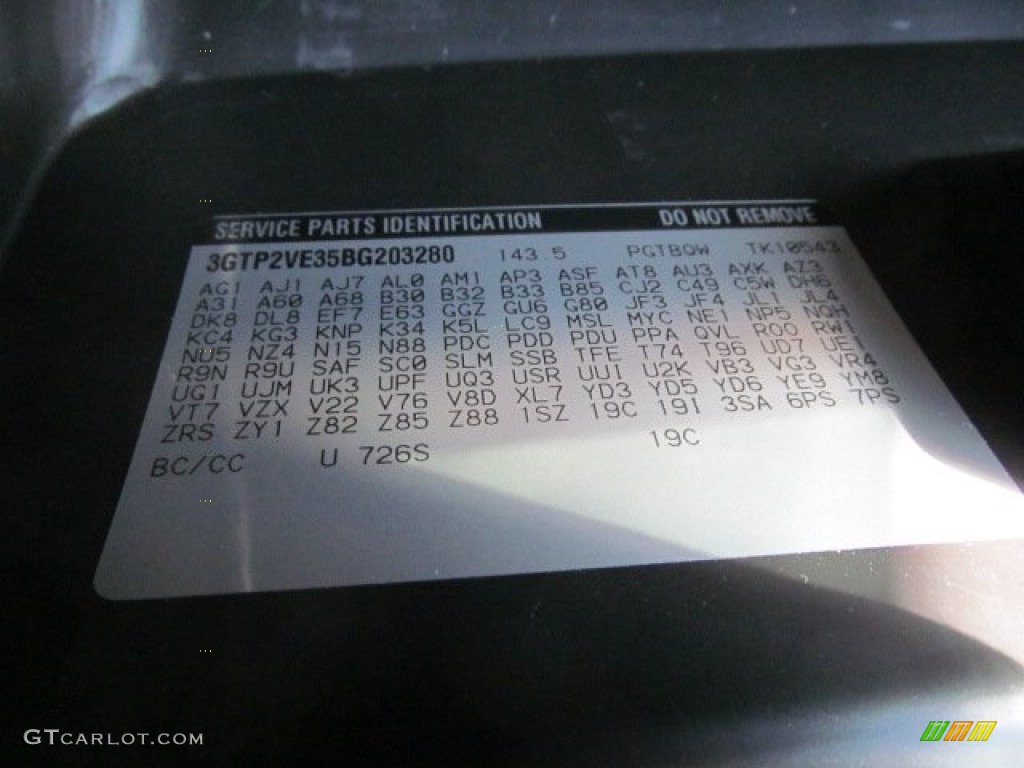 SERVICE PARTS IDENTIFICATION DO NOT REMOVE
3GTP2VE35BG203280 143.5 PGTBQW TK10543
AG1 AJ1 AJ7 AL0 AM1 AP3 ASF AT8 AU3 AXK AZ3
A31 A60 A68 B30 B32 B33 B85 CJ2 C49 C5W DH6
DK8 DL8 EF7 E63 GGZ GU6 G80 JF3 JF4 JL1 JL4
KC4 KG3 KNP K34 K5L LC9 MSL MYC NE1 NP5 NQH
NU5 NZ4 N15 N88 PDC PDD PDU PPA QVL R00 RW1
R9N R9U SAF SC0 SLM SSB TFE T74 T96 UD7 UE1
UG1 UJM UK3 UPF UQ3 USR UU1 U2K VB3 VG3 VR4
VT7 VZX V22 V76 V8D XL7 YD3 YD5 YD6 YE9 YM8
ZRS ZY1 Z82 Z85 Z88 1SZ 19C 19I 3SA 6PS 7PS
BC/CC U 726S 19C
GTCARLOT.COM